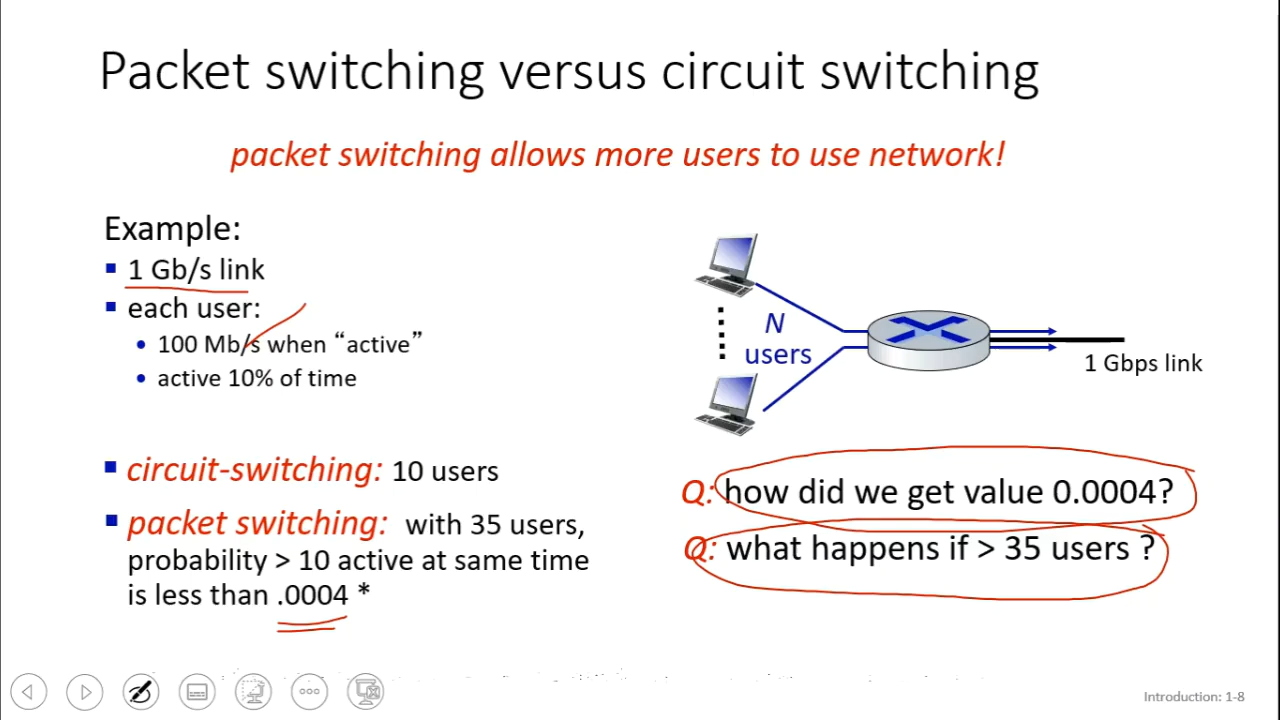 Packet switching versus circuit switching
packet switching allows more users to use network!
Example:
1 Gb/s link
each user:
100 Mb/s when “active”
active 10% of time
circuit-switching: 10 users
packet switching: with 35 users,
probability > 10 active at same time
is less than .0004 *
N
users
1 Gbps link
Q: how did we get value 0.0004?
Q: what happens if > 35 users ?
Introduction: 1-8